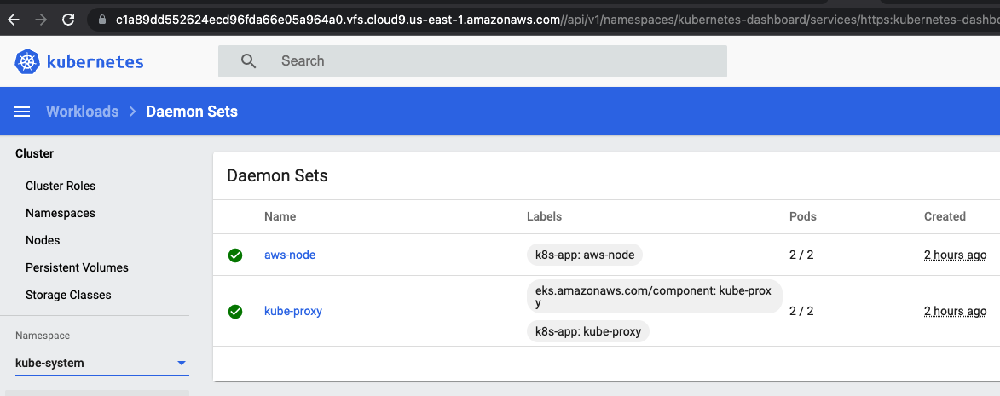 c1a89dd552624ecd96fda66e05a964a0.vfs.cloud9.us-east-1.amazonaws.com//api/v1/namespaces/kubernetes-dashboard/services/https:kubernetes-dashbo
kubernetes
Search
Workloads > Daemon Sets
Cluster
Cluster Roles
Namespaces
Nodes
Persistent Volumes
Storage Classes
Namespace
kube-system
Daemon Sets
Name Labels Pods Created
aws-node k8s-app: aws-node 2 / 2 2 hours ago
eks.amazonaws.com/component: kube-prox
y
kube-proxy 2 / 2 2 hours ago
k8s-app: kube-proxy